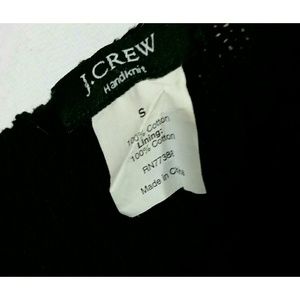 J.CREW
Handknit
S
100% Cotton
Lining:
100% Cotton
RN77388
Made in China